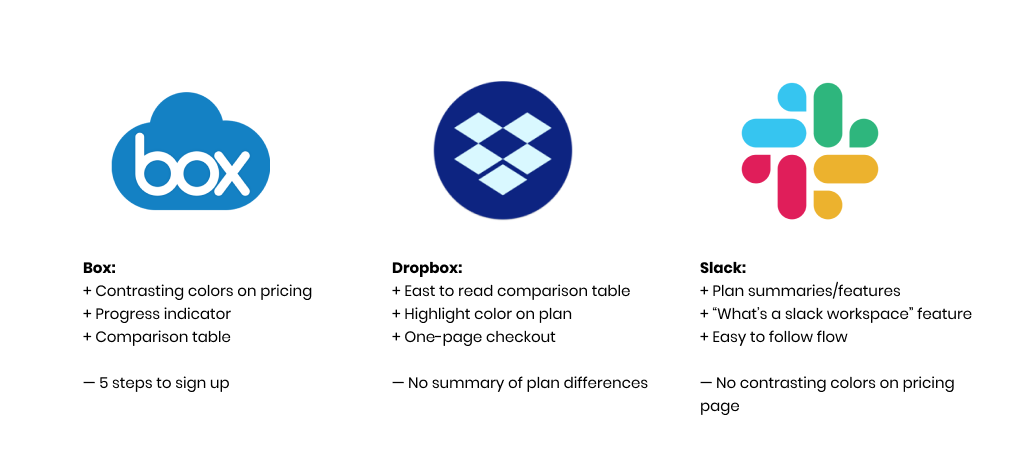 box
Box:
+ Contrasting colors on pricing
+ Progress indicator
+ Comparison table
— 5 steps to sign up
Dropbox:
+ East to read comparison table
+ Highlight color on plan
+ One-page checkout
— No summary of plan differences
Slack:
+ Plan summaries/features
+ “What’s a slack workspace” feature
+ Easy to follow flow
— No contrasting colors on pricing
page